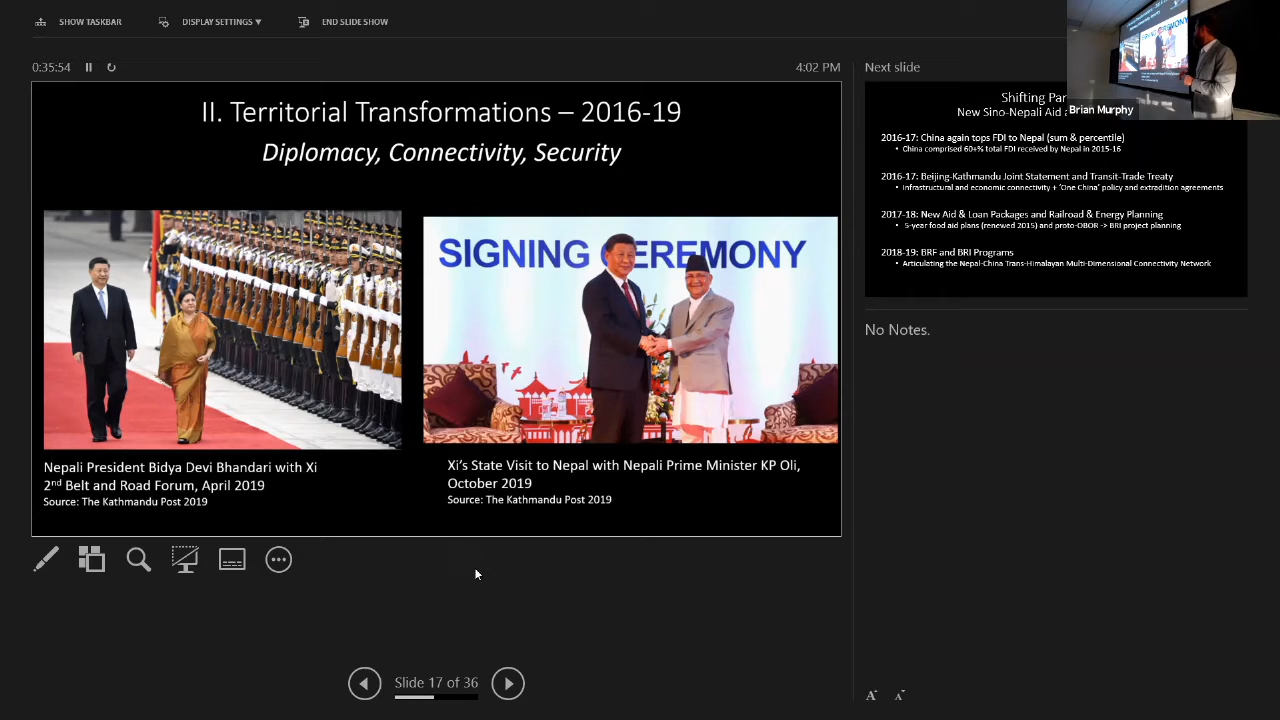 SHOW TASKBAR
DISPLAY SETTINGS ▼
END SLIDE SHOW
0:35:54
4:02 PM
II. Territorial Transformations – 2016-19
Diplomacy, Connectivity, Security
SIGNING CEREMONY
Nepali President Bidya Devi Bhandari with Xi
2nd Belt and Road Forum, April 2019
Source: The Kathmandu Post 2019
Xi's State Visit to Nepal with Nepali Prime Minister KP Oli,
October 2019
Source: The Kathmandu Post 2019
Slide 17 of 36
Next slide
Shifting
New Sino-Nepali Aid
2016-17: China again tops FDI to Nepal (sum & percentile)
• China comprised 60+% total FDI received by Nepal in 2015-16
2016-17: Beijing-Kathmandu Joint Statement and Transit-Trade Treaty
• Infrastructural and economic connectivity + 'One China' policy and extradition agreements
2017-18: New Aid & Loan Packages and Railroad & Energy Planning
• 5-year food aid plans (renewed 2015) and proto-OBOR -> BRI project planning
2018-19: BRF and BRI Programs
• Articulating the Nepal-China Trans-Himalayan Multi-Dimensional Connectivity Network
No Notes.
A A
SIGNING CEREMONY
Brian Murphy